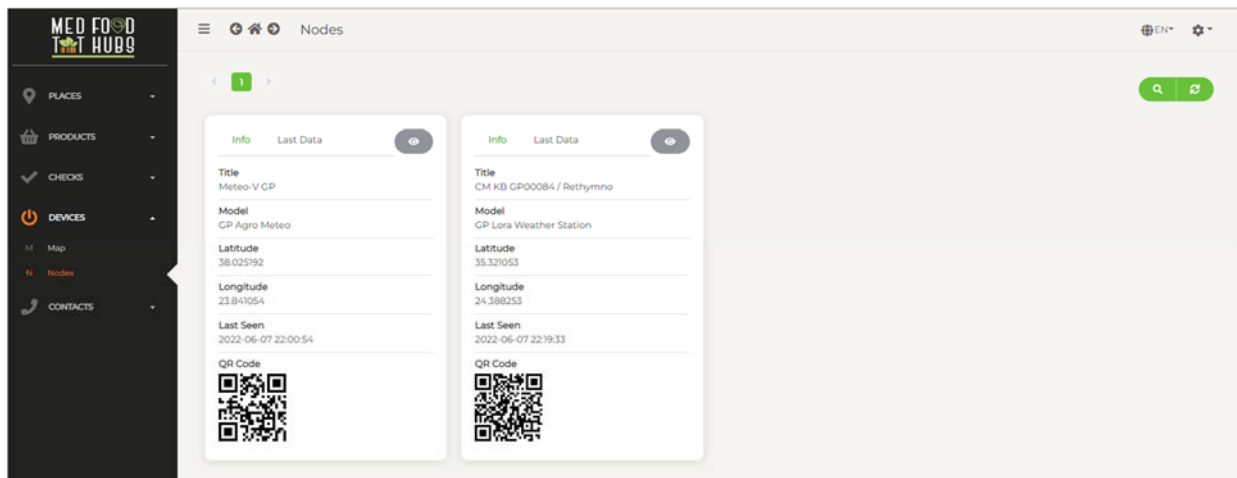 MED FOOD
TTT HUBS
Nodes
EN
PLACES
PRODUCTS
CHECKS
DEVICES
M Map
N Nodes
CONTACTS
1
Info Last Data
Title
Meteo-V GP
Model
GP Agro Meteo
Latitude
38.025192
Longitude
23.841054
Last Seen
2022-06-07 22:00:54
QR Code
Info Last Data
Title
CM KB GP00084 / Rethymno
Model
GP Lora Weather Station
Latitude
35.321053
Longitude
24.388253
Last Seen
2022-06-07 22:19:33
QR Code